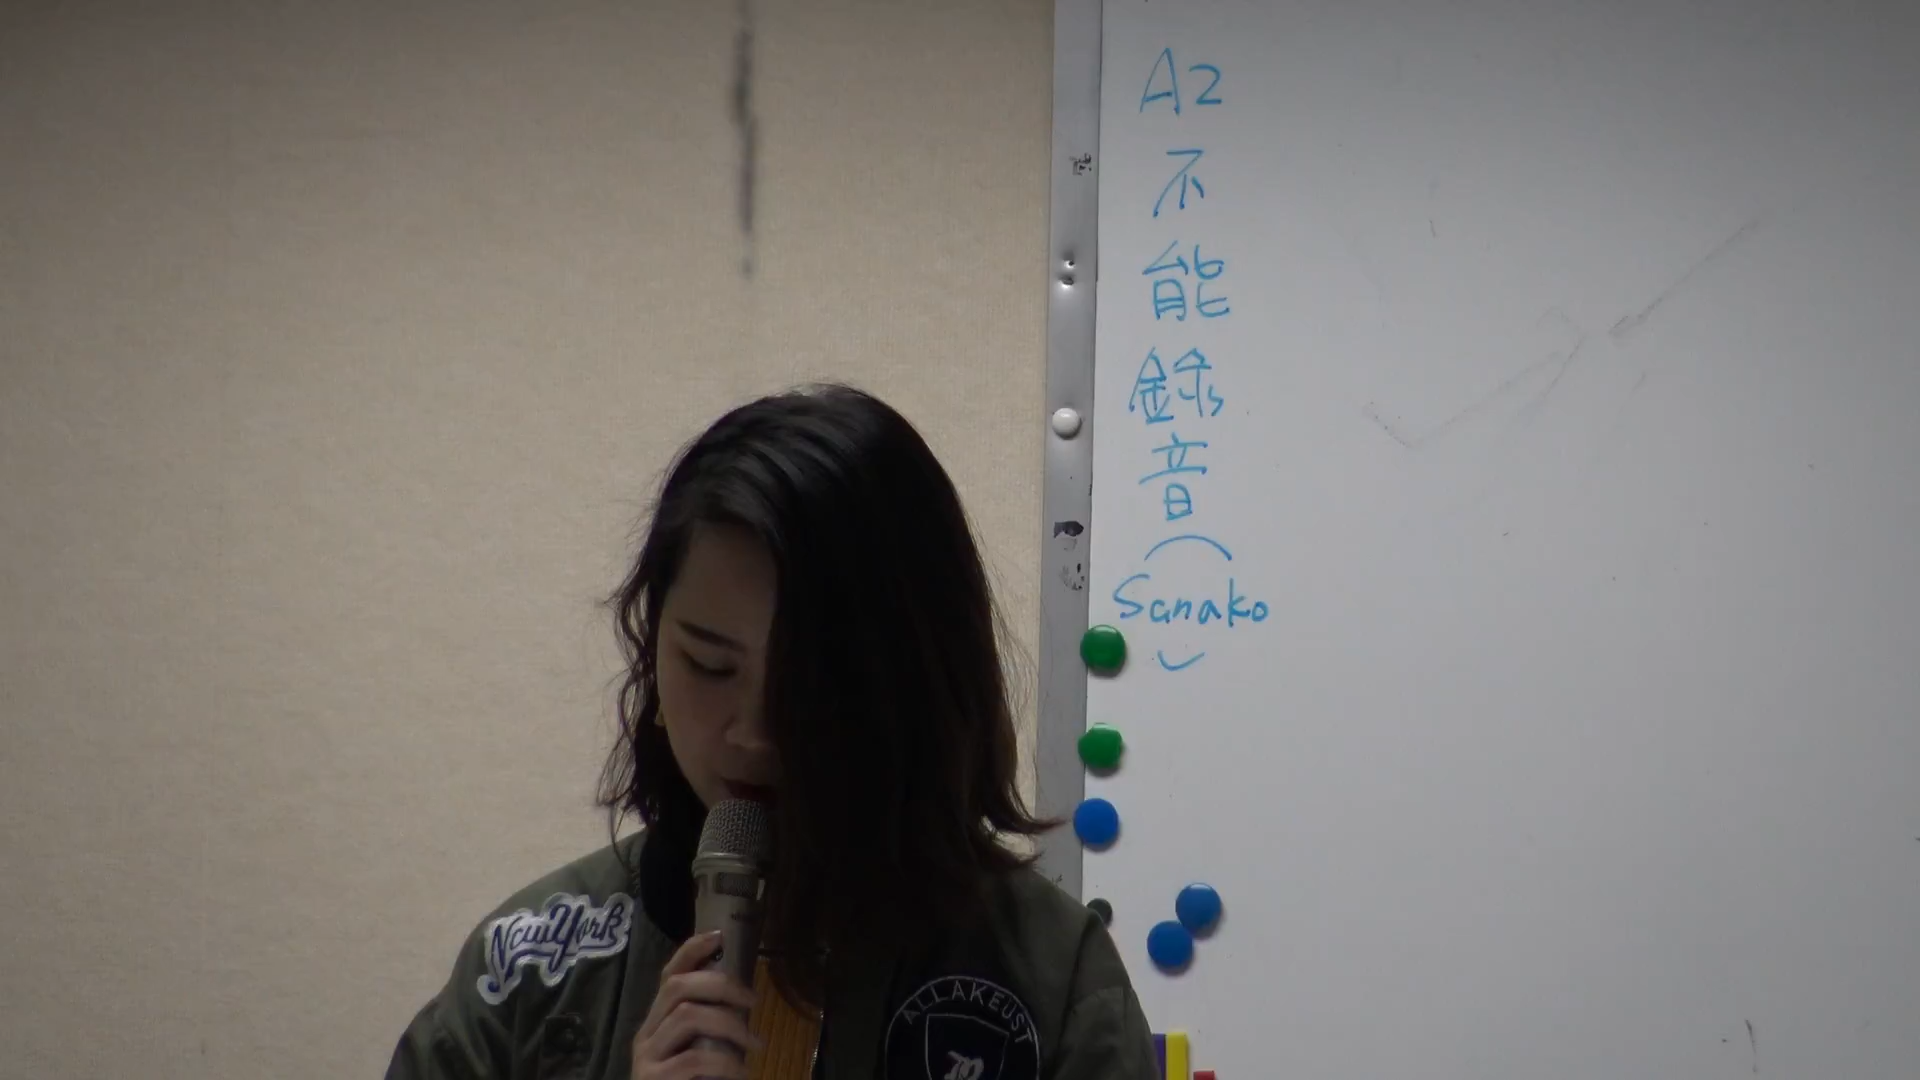 A2
不
能
錄
音
(
Sanako
)
New York
ALLAKEUST